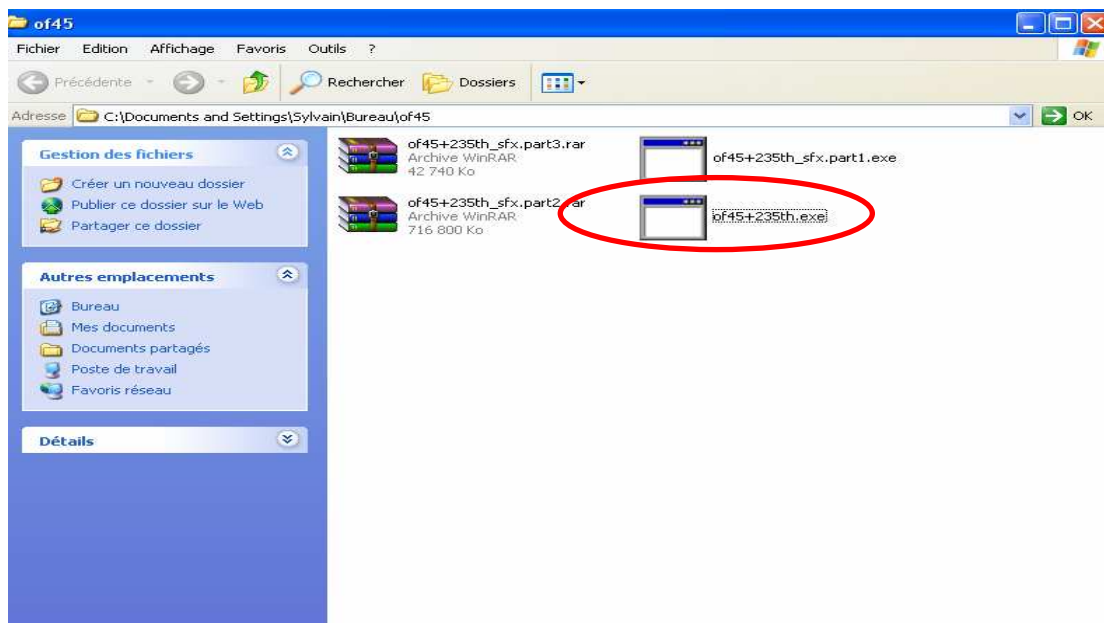 of45
Fichier Edition Affichage Favoris Outils ?
Précédente Rechercher Dossiers
Adresse C:\Documents and Settings\Sylvain\Bureau\of45 OK
Gestion des fichiers
Créer un nouveau dossier
Publier ce dossier sur le Web
Partager ce dossier
Autres emplacements
Bureau
Mes documents
Documents partagés
Poste de travail
Favoris réseau
Détails
of45+235th_sfx.part3.rar
Archive WinRAR
42 740 Ko
of45+235th_sfx.part1.exe
of45+235th_sfx.part2.rar
Archive WinRAR
716 800 Ko
of45+235th.exe